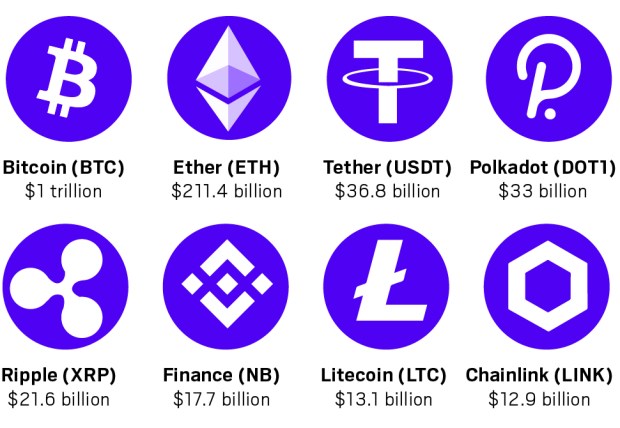 Bitcoin (BTC) Ether (ETH) Tether (USDT) Polkadot (DOT1)
$1 trillion $211.4 billion $36.8 billion $33 billion
Ripple (XRP) Finance (NB) Litecoin (LTC) Chainlink (LINK)
$21.6 billion $17.7 billion $13.1 billion $12.9 billion